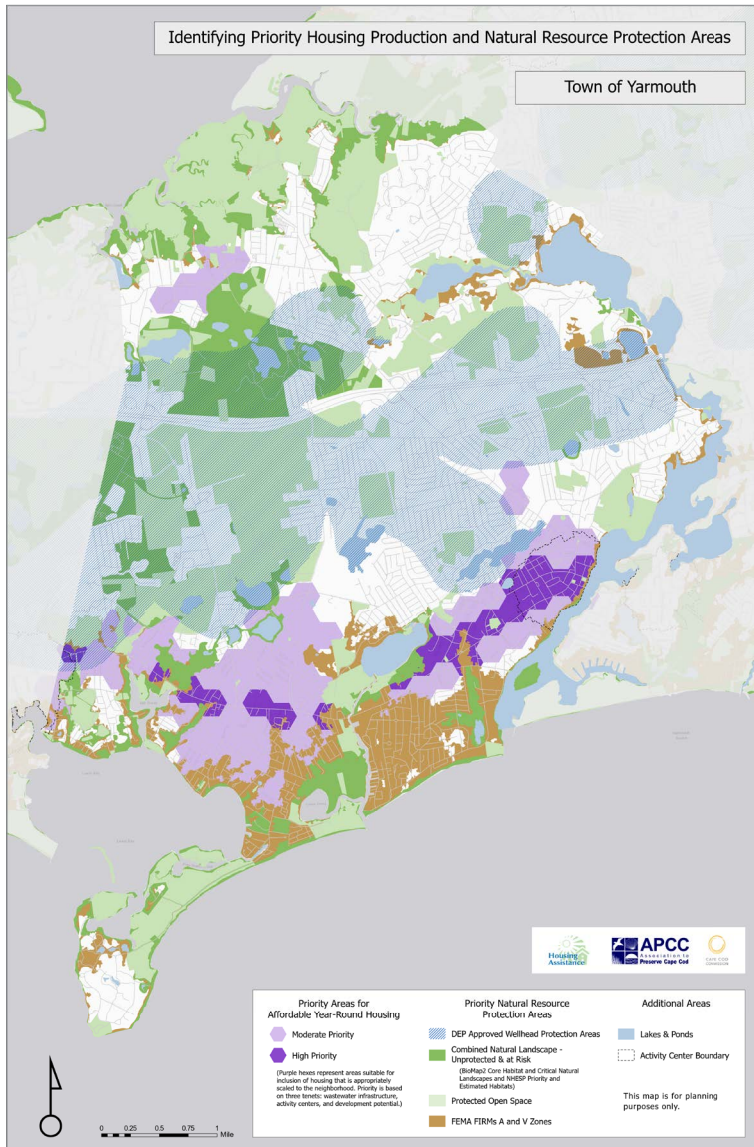 Identifying Priority Housing Production and Natural Resource Protection Areas
Town of Yarmouth
Housing
Assistance
APCC
Association to
Preserve Cape Cod
CAPE COD
COMMISSION
Priority Areas for
Affordable Year-Round Housing
Moderate Priority
High Priority
(Purple hexes represent areas suitable for
inclusion of housing that is appropriately
scaled to the neighborhood. Priority is based
on three tenets: wastewater infrastructure,
activity centers, and development potential.)
Priority Natural Resource
Protection Areas
DEP Approved Wellhead Protection Areas
Combined Natural Landscape -
Unprotected & at Risk
(BioMap2 Core Habitat and Critical Natural
Landscapes and NHESP Priority and
Estimated Habitats)
Protected Open Space
FEMA FIRMs A and V Zones
Additional Areas
Lakes & Ponds
Activity Center Boundary
This map is for planning
purposes only.
0 0.25 0.5 0.75 1
Mile